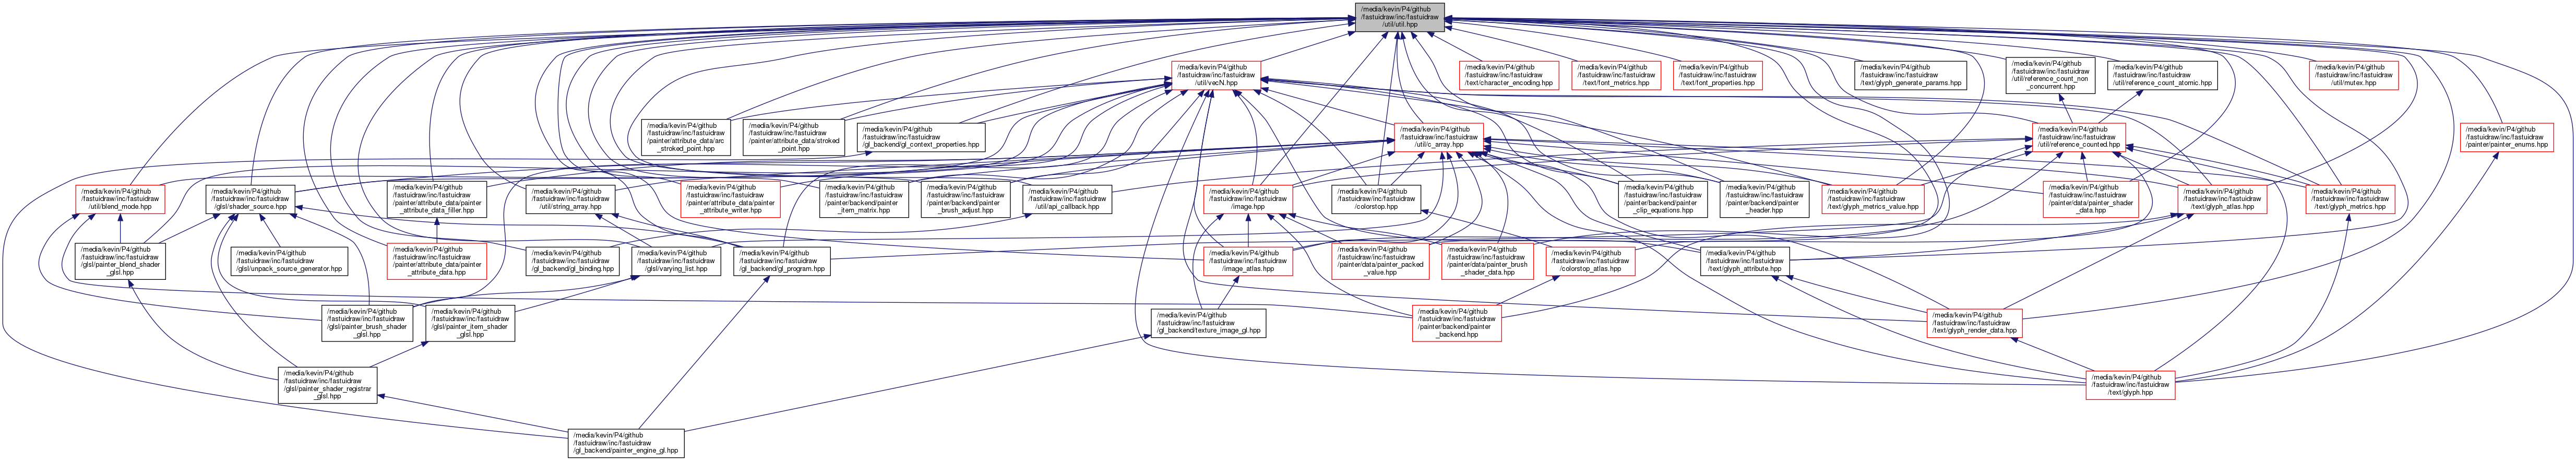 /media/kevin/P4/github
/fastuidraw/inc/fastuidraw
/util/util.hpp
/media/kevin/P4/github
/fastuidraw/inc/fastuidraw
/util/vecN.hpp
/media/kevin/P4/github
/fastuidraw/inc/fastuidraw
/text/character_encoding.hpp
/media/kevin/P4/github
/fastuidraw/inc/fastuidraw
/text/font_metrics.hpp
/media/kevin/P4/github
/fastuidraw/inc/fastuidraw
/text/font_properties.hpp
/media/kevin/P4/github
/fastuidraw/inc/fastuidraw
/text/glyph_generate_params.hpp
/media/kevin/P4/github
/fastuidraw/inc/fastuidraw
/util/reference_count_non
_concurrent.hpp
/media/kevin/P4/github
/fastuidraw/inc/fastuidraw
/util/reference_count_atomic.hpp
/media/kevin/P4/github
/fastuidraw/inc/fastuidraw
/util/mutex.hpp
/media/kevin/P4/github
/fastuidraw/inc/fastuidraw
/painter/attribute_data/arc
_stroked_point.hpp
/media/kevin/P4/github
/fastuidraw/inc/fastuidraw
/painter/attribute_data/stroked
_point.hpp
/media/kevin/P4/github
/fastuidraw/inc/fastuidraw
/gl_backend/gl_context_properties.hpp
/media/kevin/P4/github
/fastuidraw/inc/fastuidraw
/util/c_array.hpp
/media/kevin/P4/github
/fastuidraw/inc/fastuidraw
/util/reference_counted.hpp
/media/kevin/P4/github
/fastuidraw/inc/fastuidraw
/painter/painter_enums.hpp
/media/kevin/P4/github
/fastuidraw/inc/fastuidraw
/util/blend_mode.hpp
/media/kevin/P4/github
/fastuidraw/inc/fastuidraw
/glsl/shader_source.hpp
/media/kevin/P4/github
/fastuidraw/inc/fastuidraw
/painter/attribute_data/painter
_attribute_data_filler.hpp
/media/kevin/P4/github
/fastuidraw/inc/fastuidraw
/util/string_array.hpp
/media/kevin/P4/github
/fastuidraw/inc/fastuidraw
/painter/attribute_data/painter
_attribute_writer.hpp
/media/kevin/P4/github
/fastuidraw/inc/fastuidraw
/painter/backend/painter
_item_matrix.hpp
/media/kevin/P4/github
/fastuidraw/inc/fastuidraw
/painter/backend/painter
_brush_adjust.hpp
/media/kevin/P4/github
/fastuidraw/inc/fastuidraw
/util/api_callback.hpp
/media/kevin/P4/github
/fastuidraw/inc/fastuidraw
/image.hpp
/media/kevin/P4/github
/fastuidraw/inc/fastuidraw
/colorstop.hpp
/media/kevin/P4/github
/fastuidraw/inc/fastuidraw
/painter/backend/painter
_clip_equations.hpp
/media/kevin/P4/github
/fastuidraw/inc/fastuidraw
/painter/backend/painter
_header.hpp
/media/kevin/P4/github
/fastuidraw/inc/fastuidraw
/text/glyph_metrics_value.hpp
/media/kevin/P4/github
/fastuidraw/inc/fastuidraw
/painter/data/painter_shader
_data.hpp
/media/kevin/P4/github
/fastuidraw/inc/fastuidraw
/text/glyph_atlas.hpp
/media/kevin/P4/github
/fastuidraw/inc/fastuidraw
/text/glyph_metrics.hpp
/media/kevin/P4/github
/fastuidraw/inc/fastuidraw
/glsl/painter_blend_shader
_glsl.hpp
/media/kevin/P4/github
/fastuidraw/inc/fastuidraw
/glsl/unpack_source_generator.hpp
/media/kevin/P4/github
/fastuidraw/inc/fastuidraw
/painter/attribute_data/painter
_attribute_data.hpp
/media/kevin/P4/github
/fastuidraw/inc/fastuidraw
/gl_backend/gl_binding.hpp
/media/kevin/P4/github
/fastuidraw/inc/fastuidraw
/glsl/varying_list.hpp
/media/kevin/P4/github
/fastuidraw/inc/fastuidraw
/gl_backend/gl_program.hpp
/media/kevin/P4/github
/fastuidraw/inc/fastuidraw
/image_atlas.hpp
/media/kevin/P4/github
/fastuidraw/inc/fastuidraw
/painter/data/painter_packed
_value.hpp
/media/kevin/P4/github
/fastuidraw/inc/fastuidraw
/painter/data/painter_brush
_shader_data.hpp
/media/kevin/P4/github
/fastuidraw/inc/fastuidraw
/colorstop_atlas.hpp
/media/kevin/P4/github
/fastuidraw/inc/fastuidraw
/text/glyph_attribute.hpp
/media/kevin/P4/github
/fastuidraw/inc/fastuidraw
/glsl/painter_brush_shader
_glsl.hpp
/media/kevin/P4/github
/fastuidraw/inc/fastuidraw
/glsl/painter_item_shader
_glsl.hpp
/media/kevin/P4/github
/fastuidraw/inc/fastuidraw
/gl_backend/texture_image_gl.hpp
/media/kevin/P4/github
/fastuidraw/inc/fastuidraw
/painter/backend/painter
_backend.hpp
/media/kevin/P4/github
/fastuidraw/inc/fastuidraw
/text/glyph_render_data.hpp
/media/kevin/P4/github
/fastuidraw/inc/fastuidraw
/glsl/painter_shader_registrar
_glsl.hpp
/media/kevin/P4/github
/fastuidraw/inc/fastuidraw
/text/glyph.hpp
/media/kevin/P4/github
/fastuidraw/inc/fastuidraw
/gl_backend/painter_engine_gl.hpp